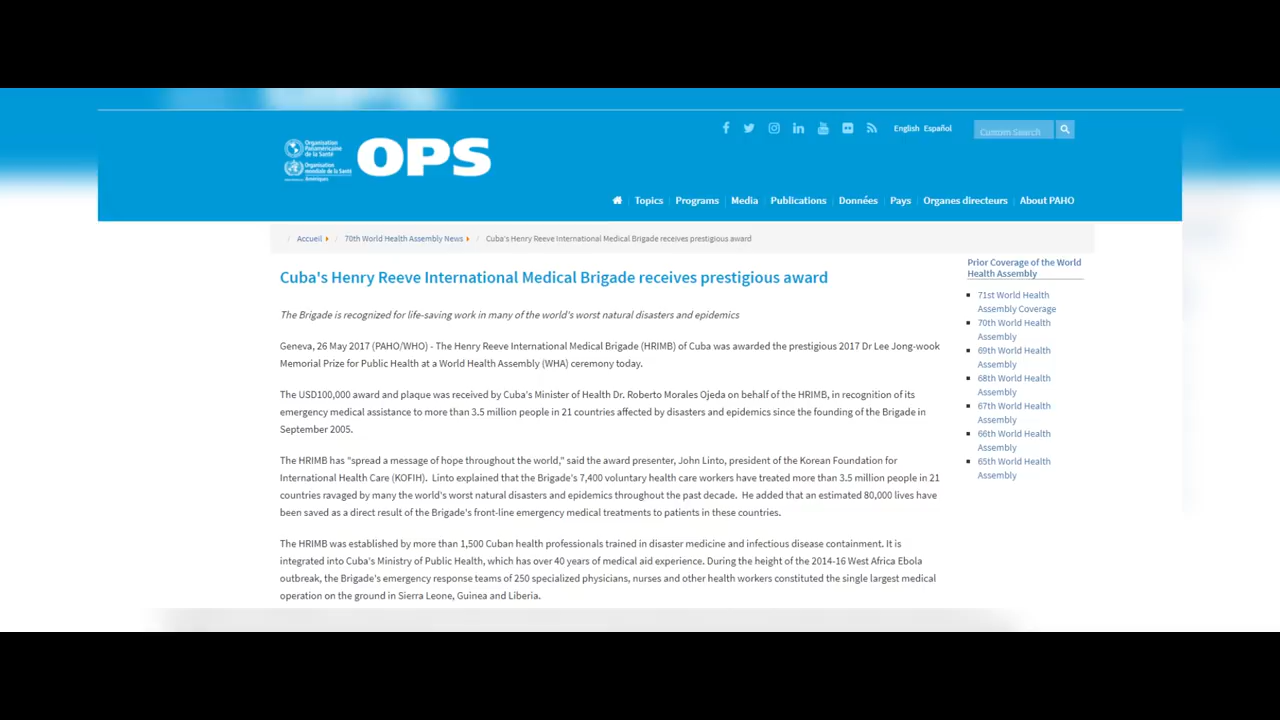 English Español
Custom Search
Organisation
Panaméricaine
de la Santé
Organisation
mondiale de la Santé
Amériques
OPS
Topics Programs Media Publications Données Pays Organes directeurs About PAHO
/ Accueil / 70th World Health Assembly News / Cuba's Henry Reeve International Medical Brigade receives prestigious award
Cuba's Henry Reeve International Medical Brigade receives prestigious award
The Brigade is recognized for life-saving work in many of the world's worst natural disasters and epidemics
Geneva, 26 May 2017 (PAHO/WHO) - The Henry Reeve International Medical Brigade (HRIMB) of Cuba was awarded the prestigious 2017 Dr Lee Jong-wook
Memorial Prize for Public Health at a World Health Assembly (WHA) ceremony today.
The USD100,000 award and plaque was received by Cuba's Minister of Health Dr. Roberto Morales Ojeda on behalf of the HRIMB, in recognition of its
emergency medical assistance to more than 3.5 million people in 21 countries affected by disasters and epidemics since the founding of the Brigade in
September 2005.
The HRIMB has "spread a message of hope throughout the world," said the award presenter, John Linto, president of the Korean Foundation for
International Health Care (KOFIH). Linto explained that the Brigade's 7,400 voluntary health care workers have treated more than 3.5 million people in 21
countries ravaged by many the world's worst natural disasters and epidemics throughout the past decade. He added that an estimated 80,000 lives have
been saved as a direct result of the Brigade's front-line emergency medical treatments to patients in these countries.
The HRIMB was established by more than 1,500 Cuban health professionals trained in disaster medicine and infectious disease containment. It is
integrated into Cuba's Ministry of Public Health, which has over 40 years of medical aid experience. During the height of the 2014-16 West Africa Ebola
outbreak, the Brigade's emergency response teams of 250 specialized physicians, nurses and other health workers constituted the single largest medical
operation on the ground in Sierra Leone, Guinea and Liberia.
Prior Coverage of the World
Health Assembly
71st World Health
Assembly Coverage
70th World Health
Assembly
69th World Health
Assembly
68th World Health
Assembly
67th World Health
Assembly
66th World Health
Assembly
65th World Health
Assembly